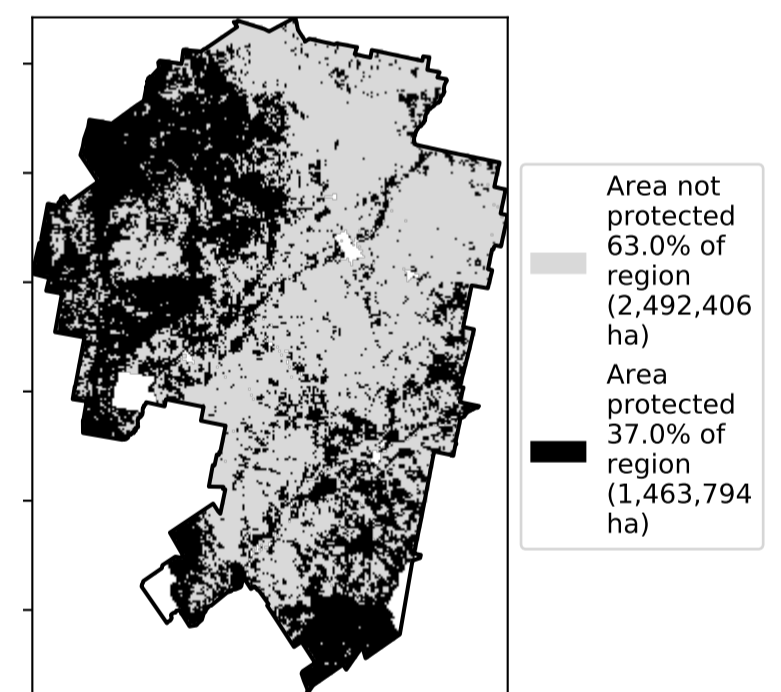 Area not
protected
63.0% of
region
(2,492,406
ha)
Area
protected
37.0% of
region
(1,463,794
ha)